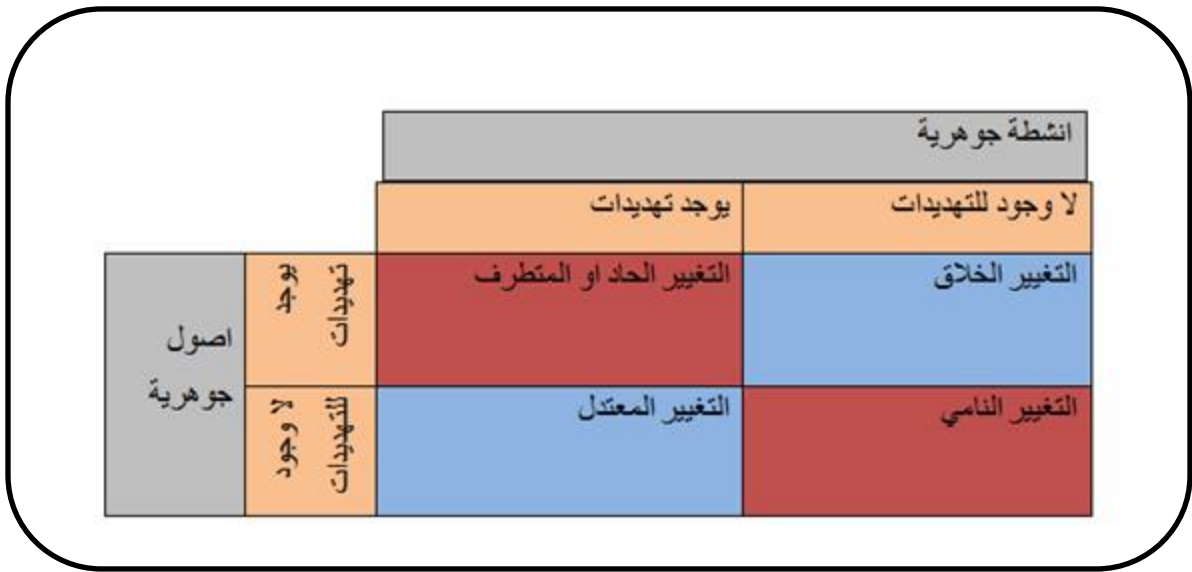 انشطة جوهرية
لا وجود للتهديدات
يوجد تهديدات
التغيير الخلاق
التغيير الحاد او المتطرف
يوجد
تهديدات
اصول
جوهرية
التغيير النامي
التغيير المعتدل
لا وجود
للتهديدات